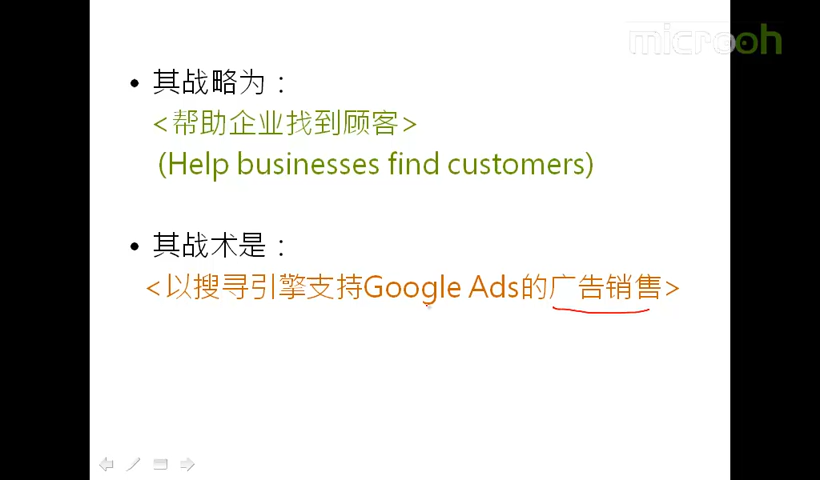 microoh
• 其战略为：
<帮助企业找到顾客>
(Help businesses find customers)
• 其战术是：
<以搜寻引擎支持Google Ads的广告销售>